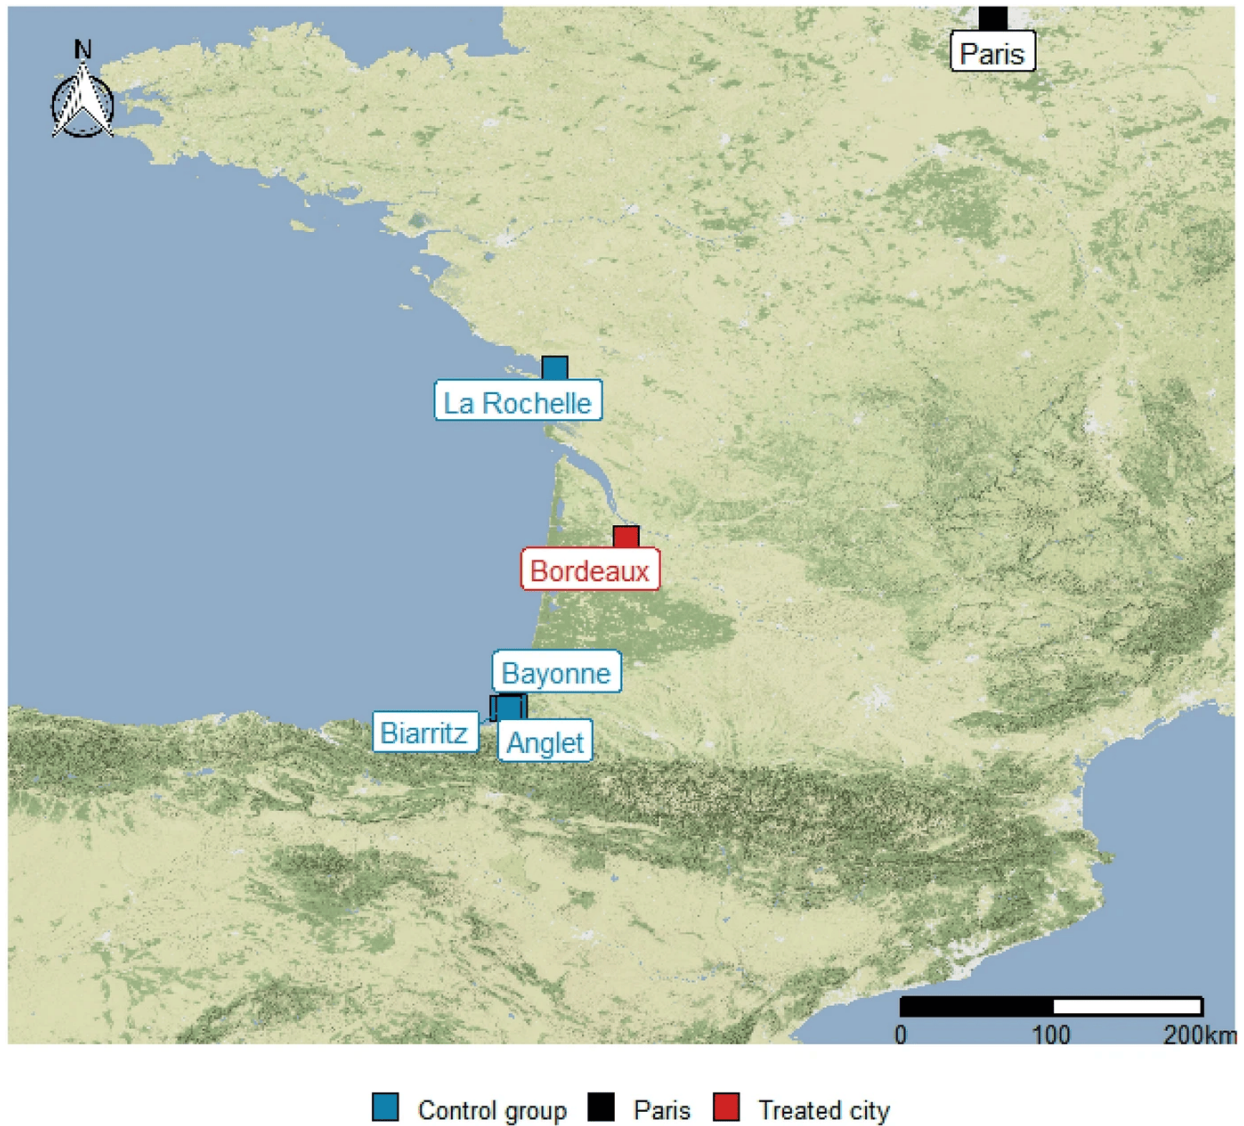 N
Paris
La Rochelle
Bordeaux
Bayonne
Biarritz
Anglet
0 100 200km
Control group Paris Treated city